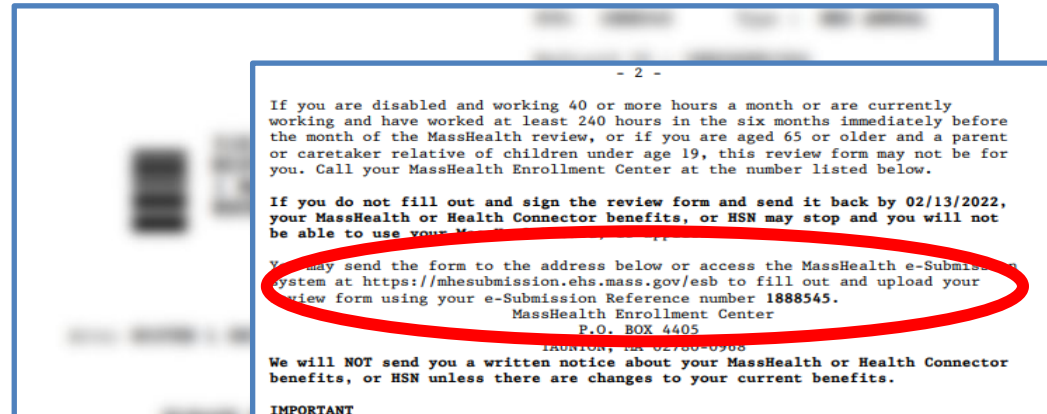 - 2 -
If you are disabled and working 40 or more hours a month or are currently
working and have worked at least 240 hours in the six months immediately before
the month of the MassHealth review, or if you are aged 65 or older and a parent
or caretaker relative of children under age 19, this review form may not be for
you. Call your MassHealth Enrollment Center at the number listed below.
If you do not fill out and sign the review form and send it back by 02/13/2022,
your MassHealth or Health Connector benefits, or HSN may stop and you will not
be able to use your
may send the form to the address below or access the MassHealth e-Submission
system at https://mhesubmission.ehs.mass.gov/esb to fill out and upload your
review form using your e-Submission Reference number 1888545.
MassHealth Enrollment Center
P.O. BOX 4405
TAUNTON, MA 02780-0968
We will NOT send you a written notice about your MassHealth or Health Connector
benefits, or HSN unless there are changes to your current benefits.
IMPORTANT